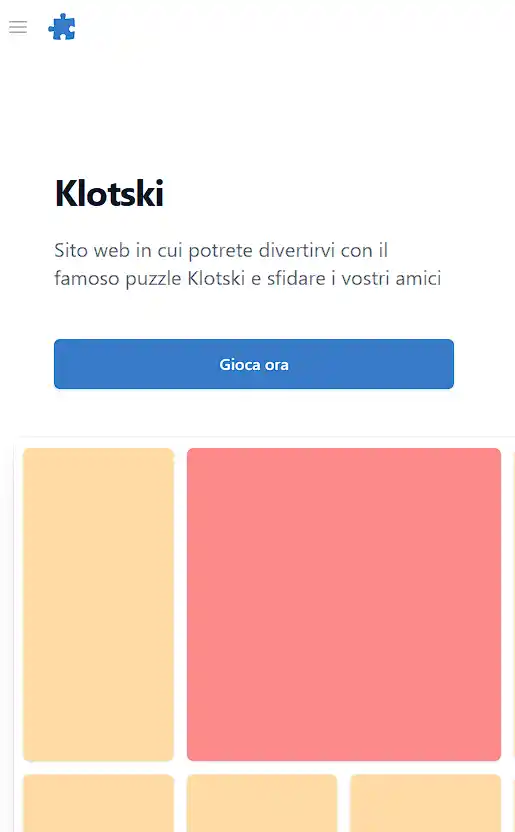 Klotski
Sito web in cui potrete divertirvi con il
famoso puzzle Klotski e sfidare i vostri amici
Gioca ora